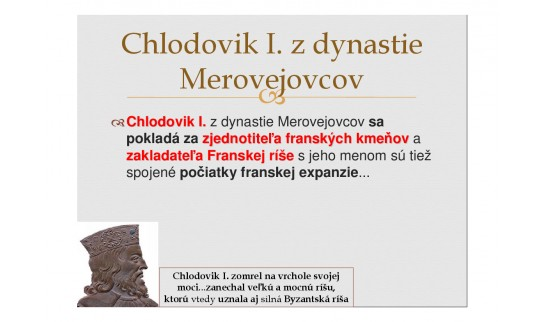 Chlodovik I. z dynastie
Merovejovcov
Chlodovik I. z dynastie Merovejovcov sa
pokladá za zjednotiteľa franských kmeňov a
zakladateľa Franskej ríše s jeho menom sú tiež
spojené počiatky franskej expanzie...
Chlodovik I. zomrel na vrchole svojej
moci...zanechal veľkú a mocnú ríšu,
ktorú vtedy uznala aj silná Byzantská ríša